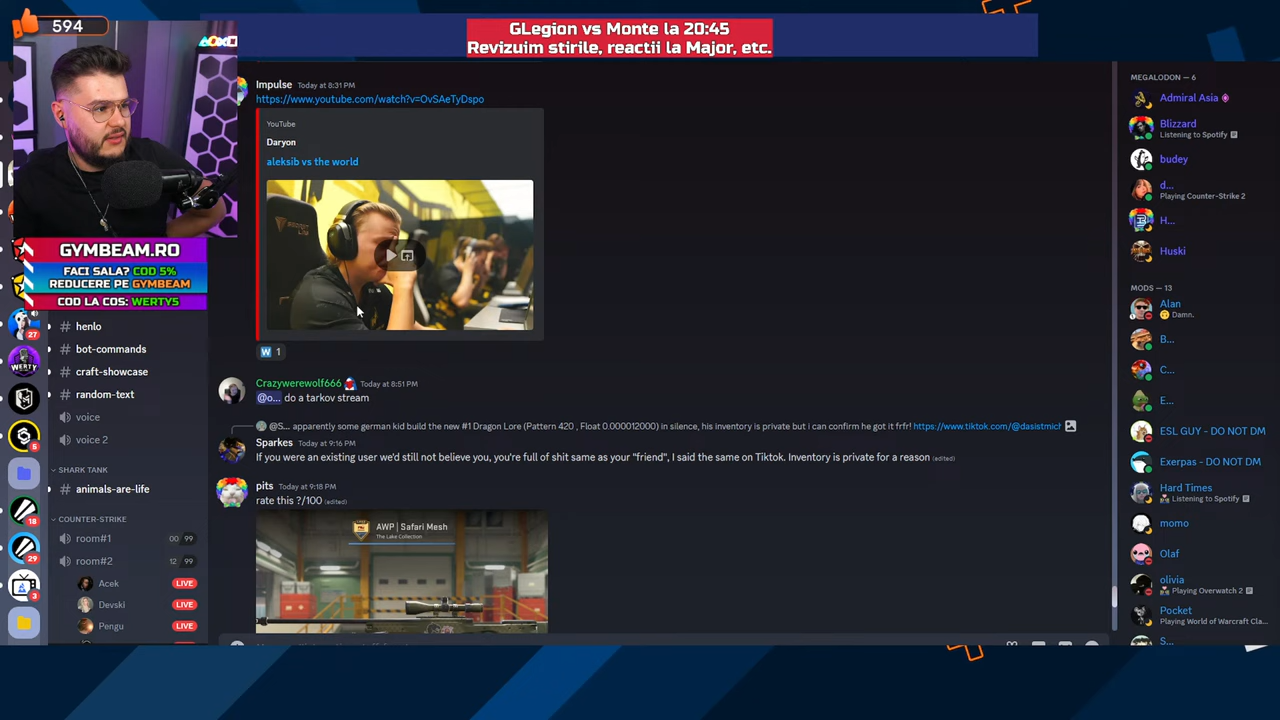 594
GLegion vs Monte la 20:45
Revizuim stirile, reactii la Major, etc.
GYMBEAM.RO
FACI SALA? COD 5%
REDUCERE PE GYMBEAM
COD LA COS: WERTY5
27
henlo
bot-commands
craft-showcase
random-text
voice
voice 2
SHARK TANK
animals-are-life
COUNTER-STRIKE
room#1 00 99
room#2 12 99
Acek LIVE
Devski LIVE
Pengu LIVE
WERTY
5
18
29
3
Impulse Today at 8:31 PM
https://www.youtube.com/watch?v=OvSAeTyDspo
YouTube
Daryon
aleksib vs the world
W 1
Crazywerewolf666 Today at 8:51 PM
@o... do a tarkov stream
@S... apparently some german kid build the new #1 Dragon Lore (Pattern 420 , Float 0.000012000) in silence, his inventory is private but i can confirm he got it frfr! https://www.tiktok.com/@dasistmich
Sparkes Today at 9:16 PM
If you were an existing user we'd still not believe you, you're full of shit same as your "friend", I said the same on Tiktok. Inventory is private for a reason (edited)
pits Today at 9:18 PM
rate this ?/100 (edited)
AWP | Safari Mesh
The Lake Collection
MEGALODON — 6
Admiral Asia
Blizzard
Listening to Spotify
budey
d...
Playing Counter-Strike 2
H...
Huski
MODS — 13
Alan
Damn.
B...
C...
E...
ESL GUY - DO NOT DM
Exerpas - DO NOT DM
Hard Times
Listening to Spotify
momo
Olaf
olivia
Playing Overwatch 2
Pocket
Playing World of Warcraft Cla...
S...